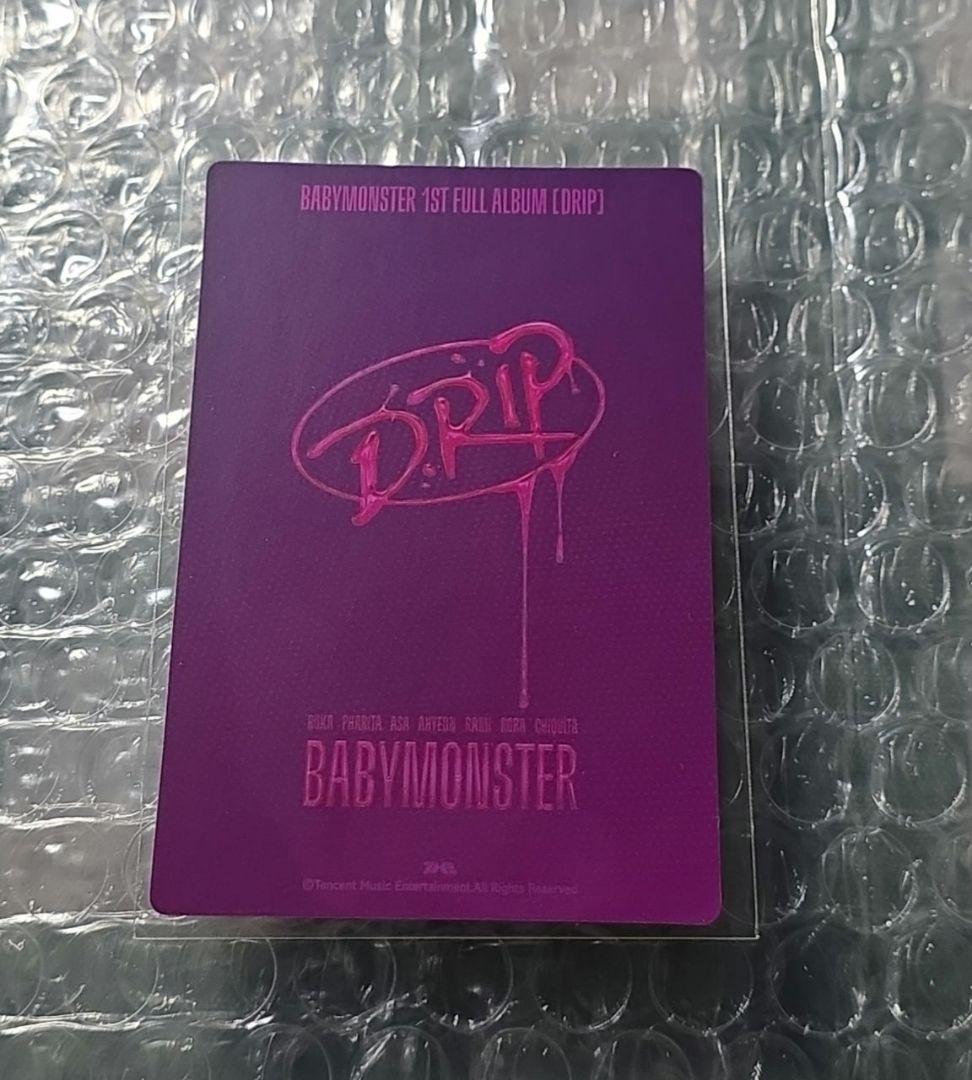 BABYMONSTER 1ST FULL ALBUM [DRIP]
DRIP
RUKA PHARITA ASA AHYEON RAMI RORA CHIQUITA
BABYMONSTER
©Tencent Music Entertainment.All Rights Reserved